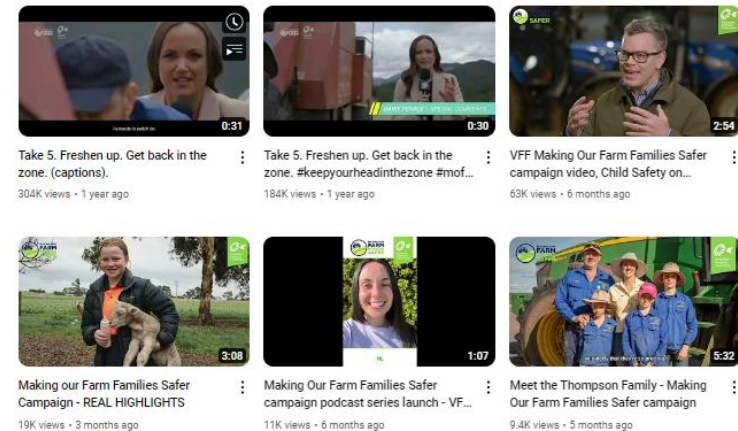 0:31
0:30
SAFER
2:54
Take 5. Freshen up. Get back in the
zone. (captions).
304K views • 1 year ago
Take 5. Freshen up. Get back in the
zone. #keepyourheadinthezone #mof...
184K views • 1 year ago
VFF Making Our Farm Families Safer
campaign video, Child Safety on...
63K views • 6 months ago
FARM
3:08
FARM
1:07
FARM
5:32
Making our Farm Families Safer
Campaign - REAL HIGHLIGHTS
19K views • 3 months ago
Making Our Farm Families Safer
campaign podcast series launch - VF...
11K views • 6 months ago
Meet the Thompson Family - Making
Our Farm Families Safer campaign
9.4K views • 5 months ago